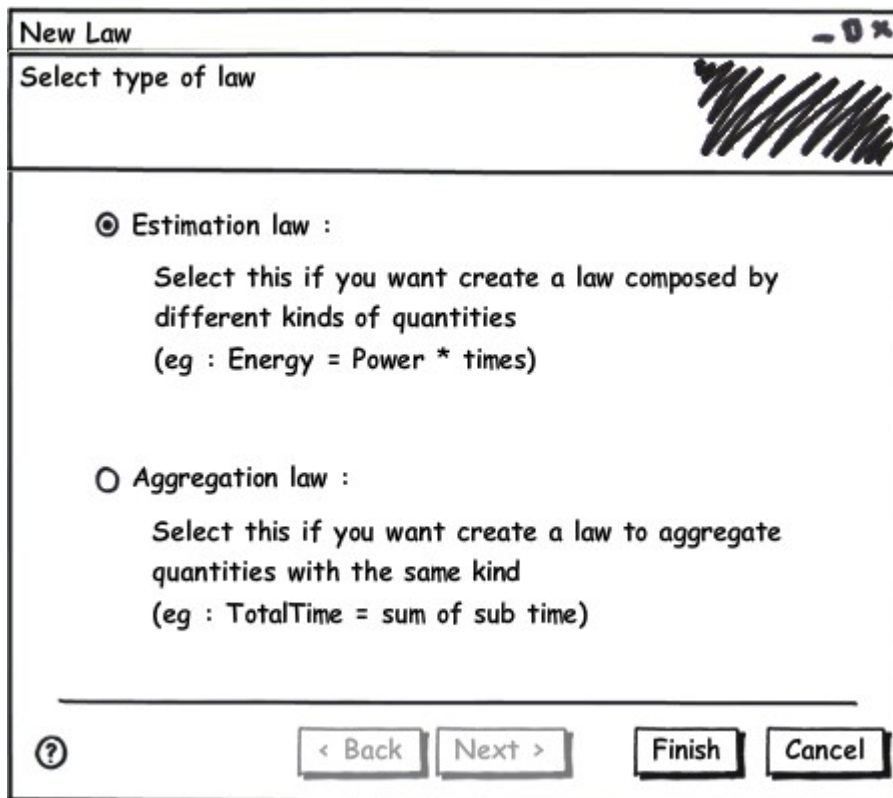 New Law
Select type of law
Estimation law :
Select this if you want create a law composed by
different kinds of quantities
(eg : Energy = Power * times)
Aggregation law :
Select this if you want create a law to aggregate
quantities with the same kind
(eg : TotalTime = sum of sub time)
? < Back Next > Finish Cancel